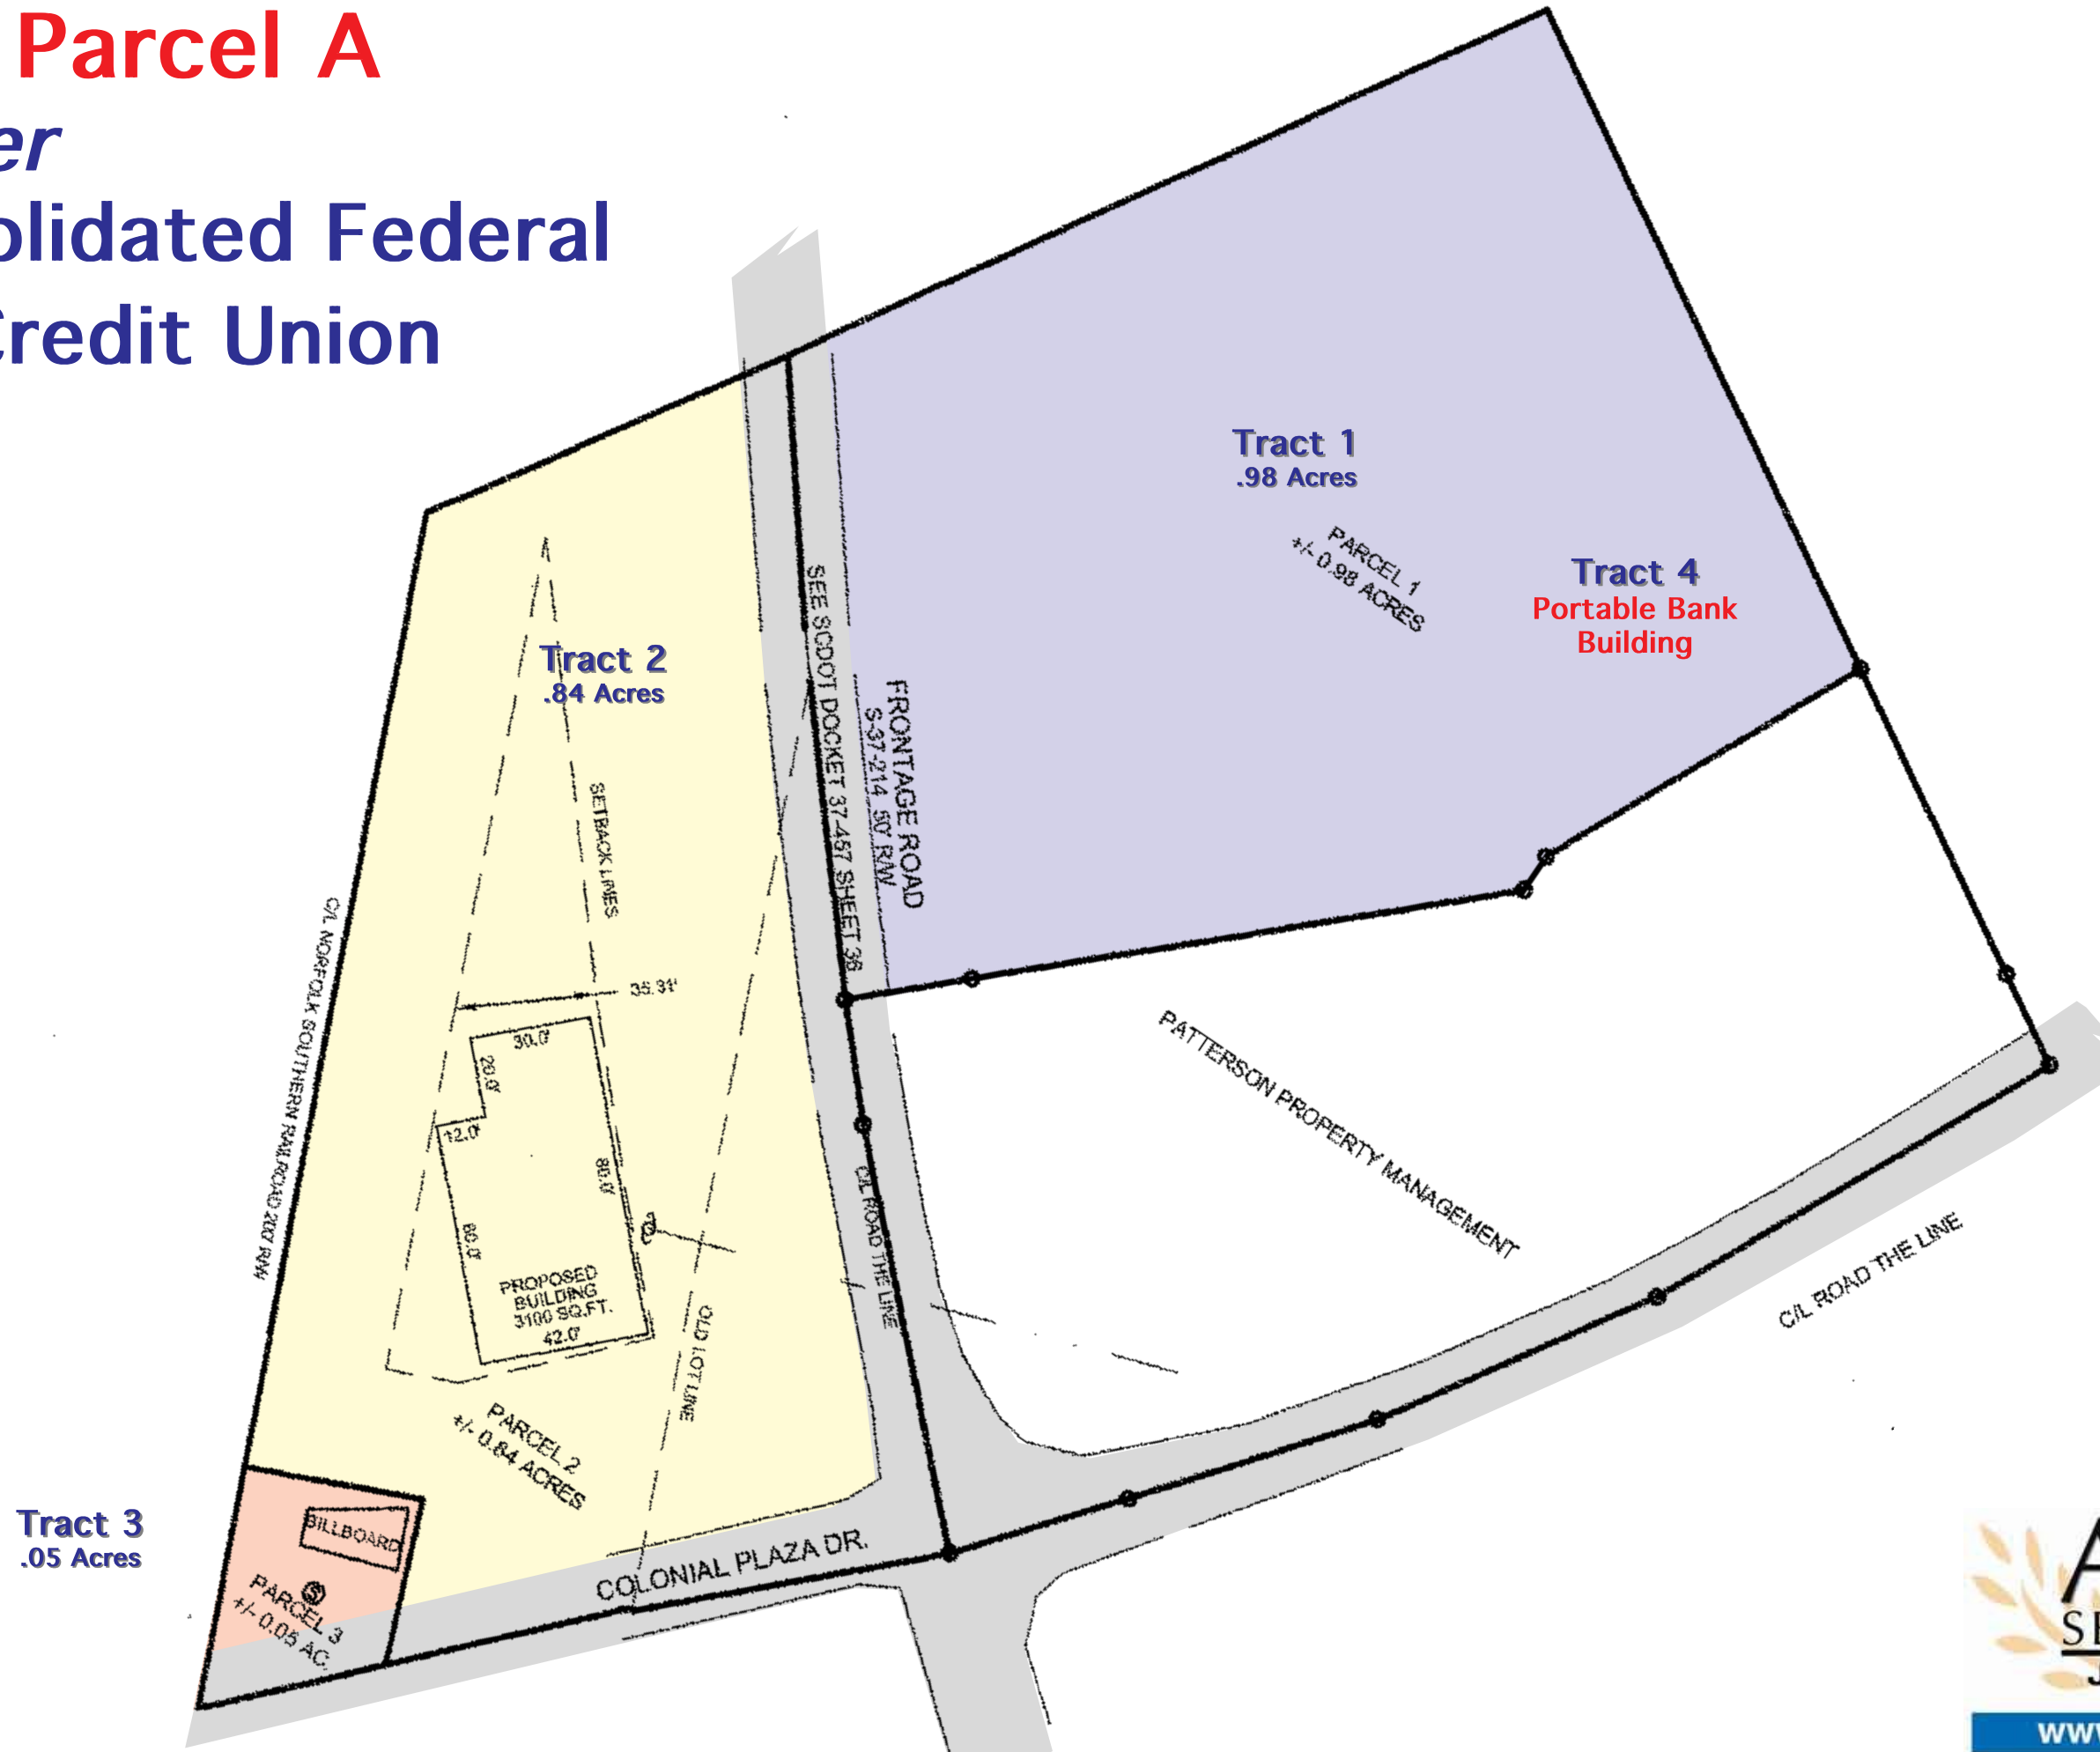 Parcel A
er
olidated Federal
Credit Union
Tract 1
.98 Acres
PARCEL 1
+/- 0.98 ACRES
Tract 4
Portable Bank
Building
Tract 2
.84 Acres
SEE SCDOT DOCKET 37-457 SHEET 36
FRONTAGE ROAD
S-37-214 50' R/W
SETBACK LINES
C/L NORFOLK SOUTHERN RAILROAD 200' R/W
35.31'
30.0'
20.0'
12.0'
80.0'
60.0'
PROPOSED
BUILDING
3100 SQ.FT.
42.0'
C/L ROAD THE LINE
OLD LOT LINE
PATTERSON PROPERTY MANAGEMENT
C/L ROAD THE LINE
PARCEL 2
+/- 0.84 ACRES
Tract 3
.05 Acres
BILLBOARD
S
PARCEL 3
+/- 0.05 AC.
COLONIAL PLAZA DR.
A
SE
J
www